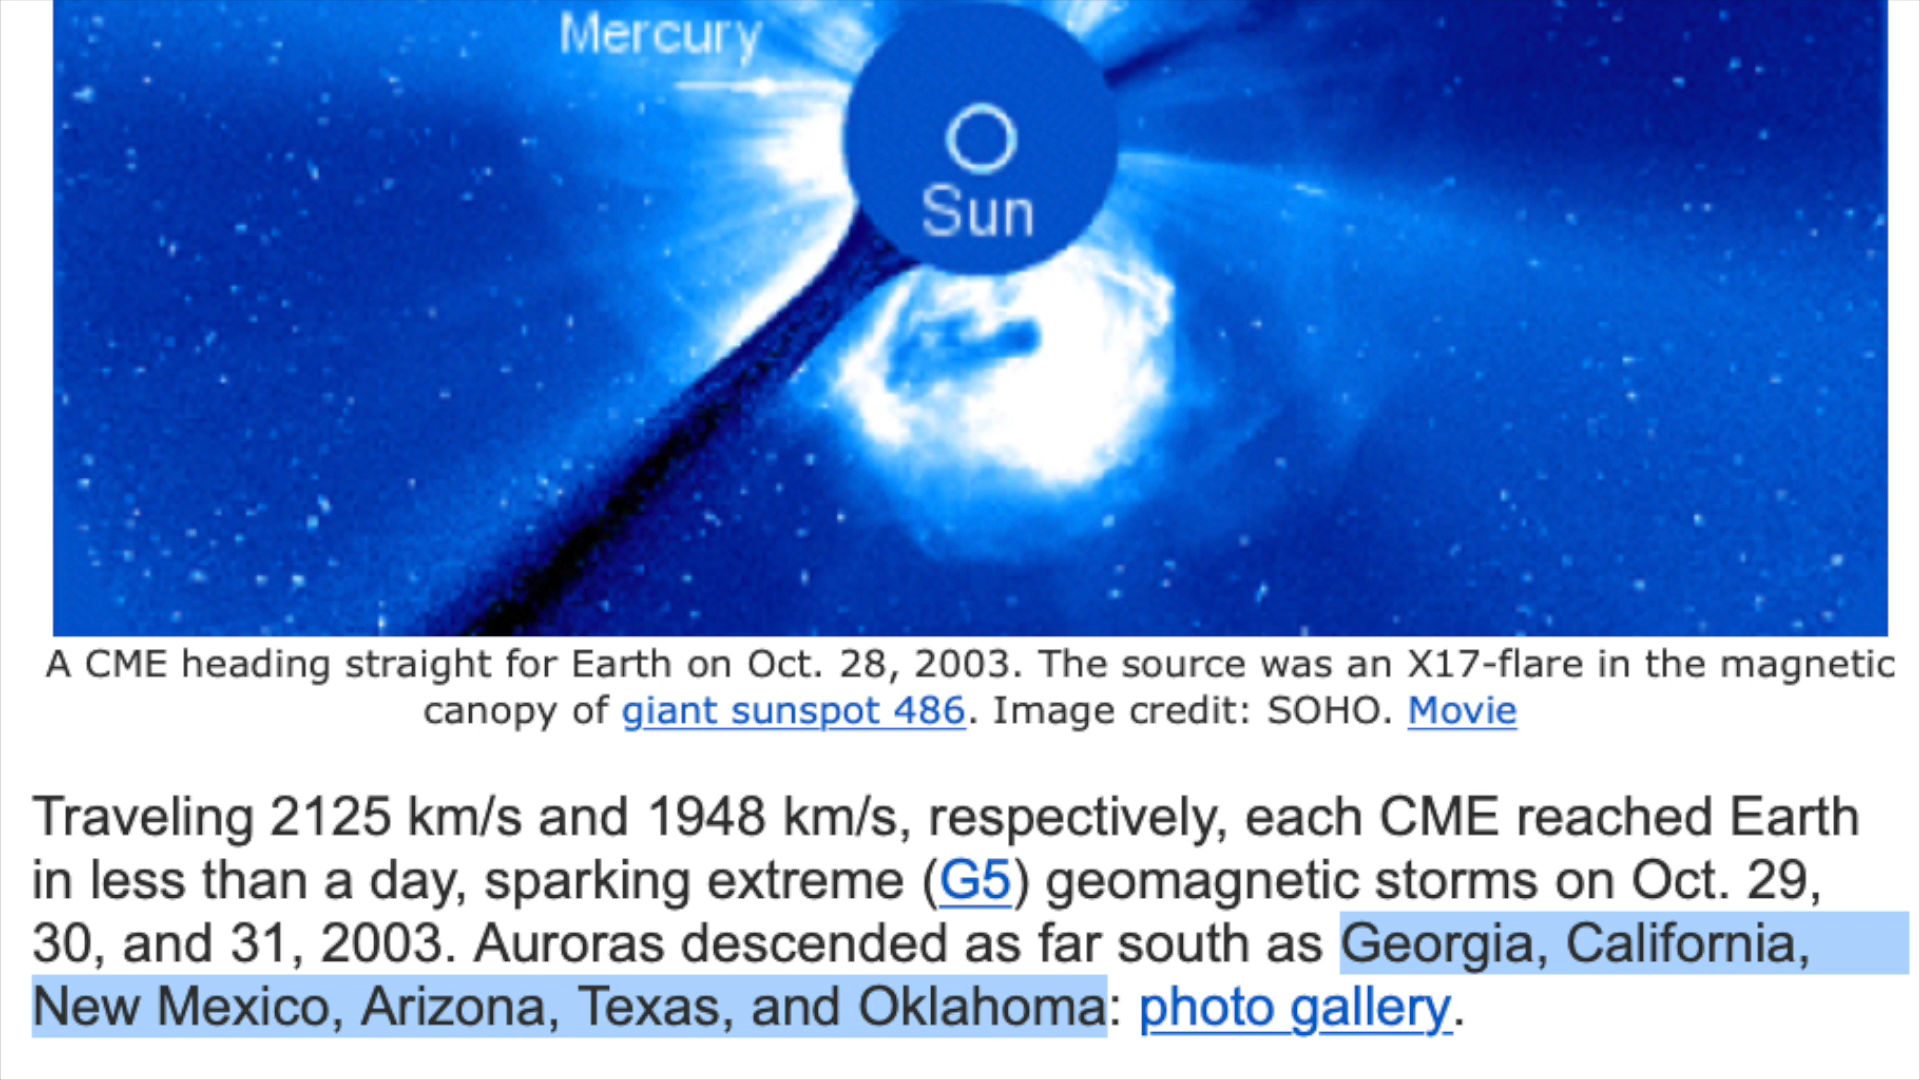 Mercury
Sun
A CME heading straight for Earth on Oct. 28, 2003. The source was an X17-flare in the magnetic
canopy of giant sunspot 486. Image credit: SOHO. Movie
Traveling 2125 km/s and 1948 km/s, respectively, each CME reached Earth
in less than a day, sparking extreme (G5) geomagnetic storms on Oct. 29,
30, and 31, 2003. Auroras descended as far south as Georgia, California,
New Mexico, Arizona, Texas, and Oklahoma: photo gallery.